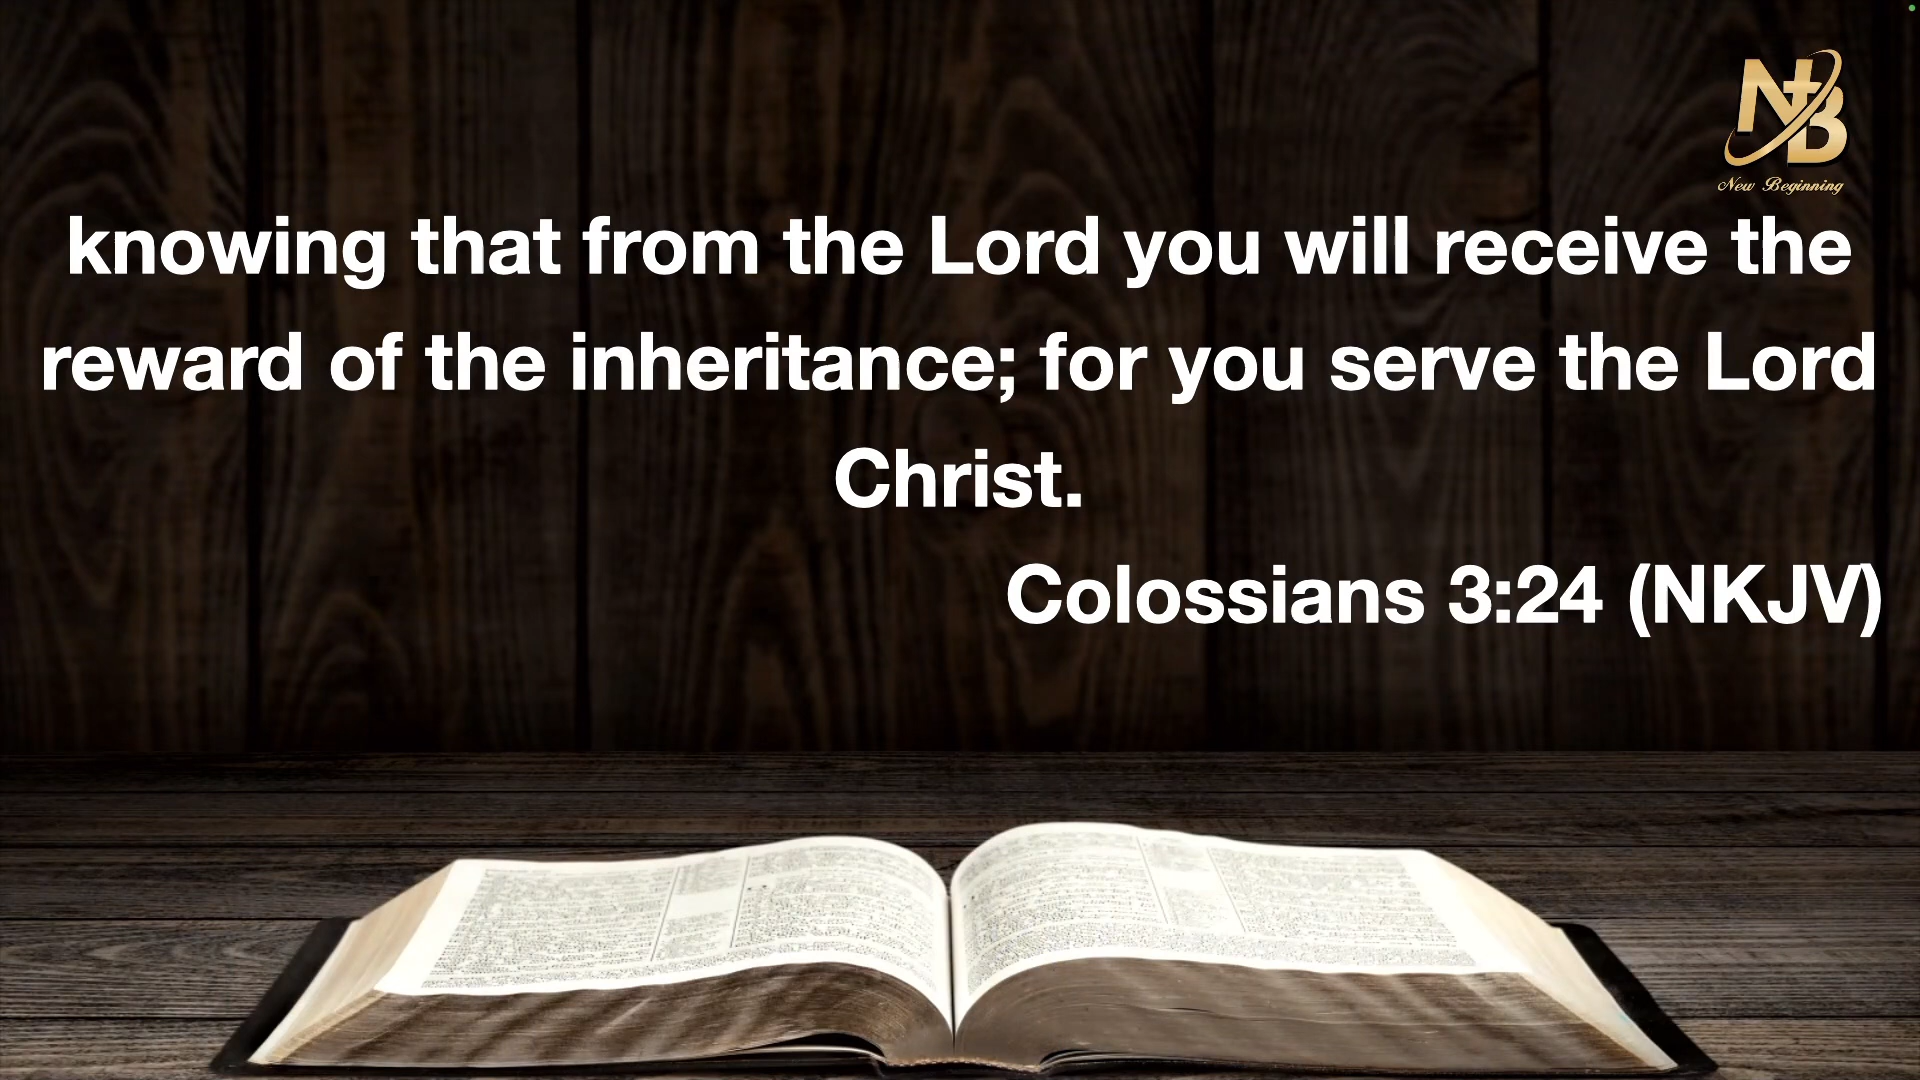 NB
New Beginning
knowing that from the Lord you will receive the
reward of the inheritance; for you serve the Lord
Christ.
Colossians 3:24 (NKJV)